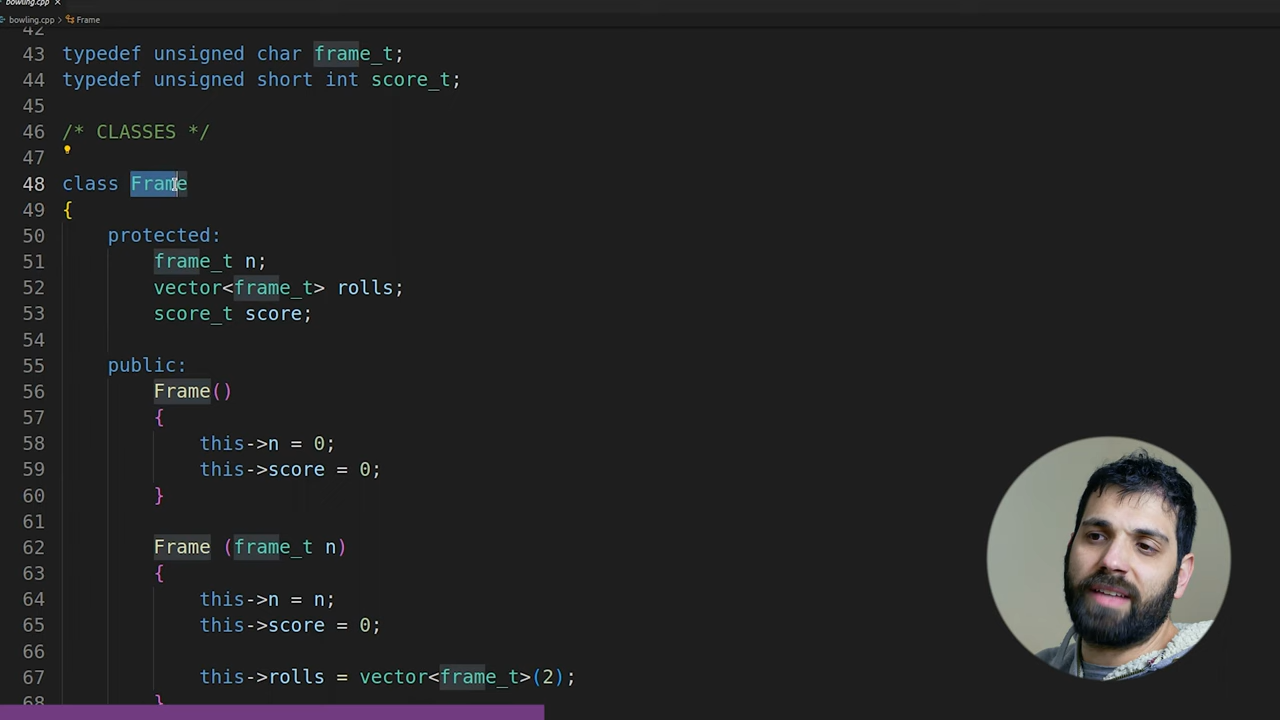 bowling.cpp ×
bowling.cpp > Frame
42
43 typedef unsigned char frame_t;
44 typedef unsigned short int score_t;
45
46 /* CLASSES */
47
48 class Frame
49 {
50 protected:
51 frame_t n;
52 vector<frame_t> rolls;
53 score_t score;
54
55 public:
56 Frame()
57 {
58 this->n = 0;
59 this->score = 0;
60 }
61
62 Frame (frame_t n)
63 {
64 this->n = n;
65 this->score = 0;
66
67 this->rolls = vector<frame_t>(2);
68 }